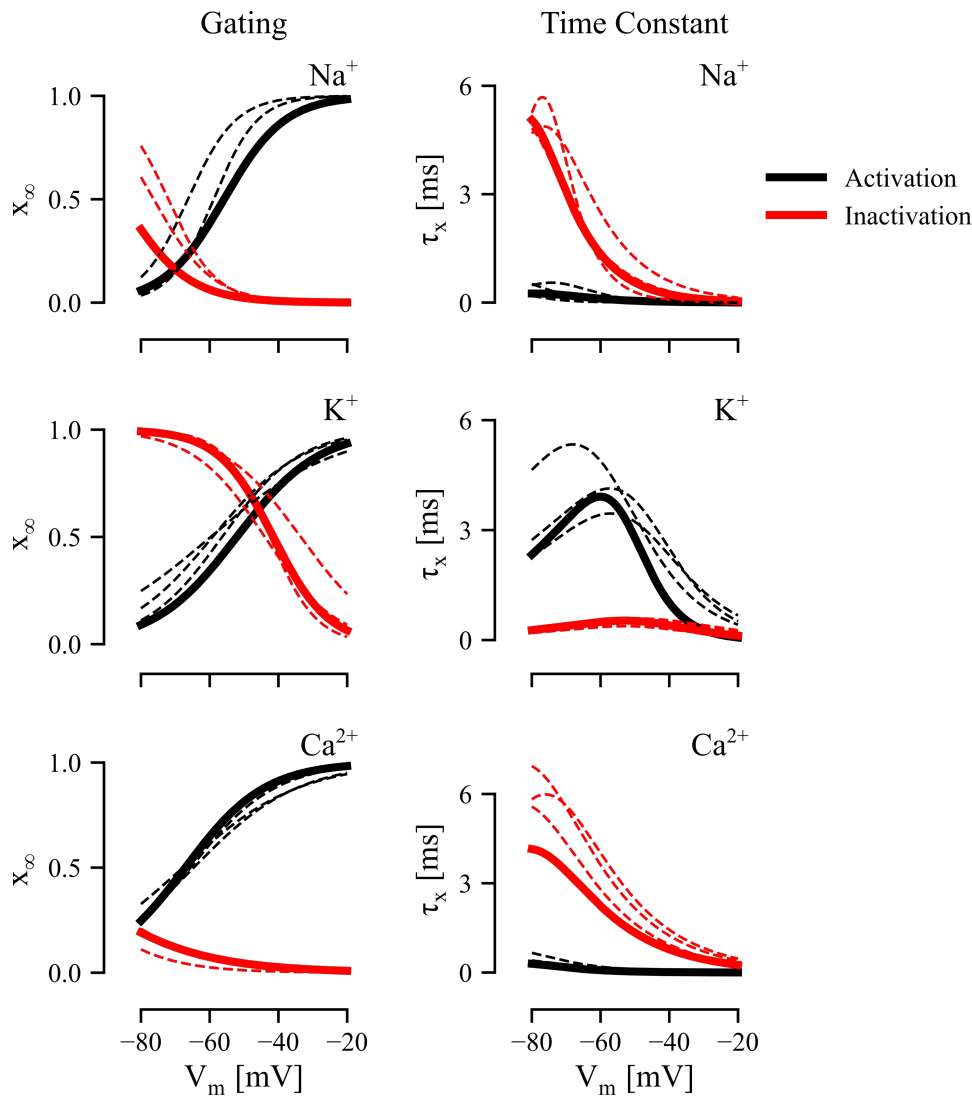 Gating Time Constant
Na⁺ Na⁺
1.0
0.5
0.0
x∞
6
3
0
τₓ [ms]
Activation
Inactivation
−80 −60 −40 −20
−80 −60 −40 −20
K⁺ K⁺
1.0
0.5
0.0
x∞
6
3
0
τₓ [ms]
Ca²⁺ Ca²⁺
1.0
0.5
0.0
x∞
6
3
0
τₓ [ms]
Vₘ [mV] Vₘ [mV]